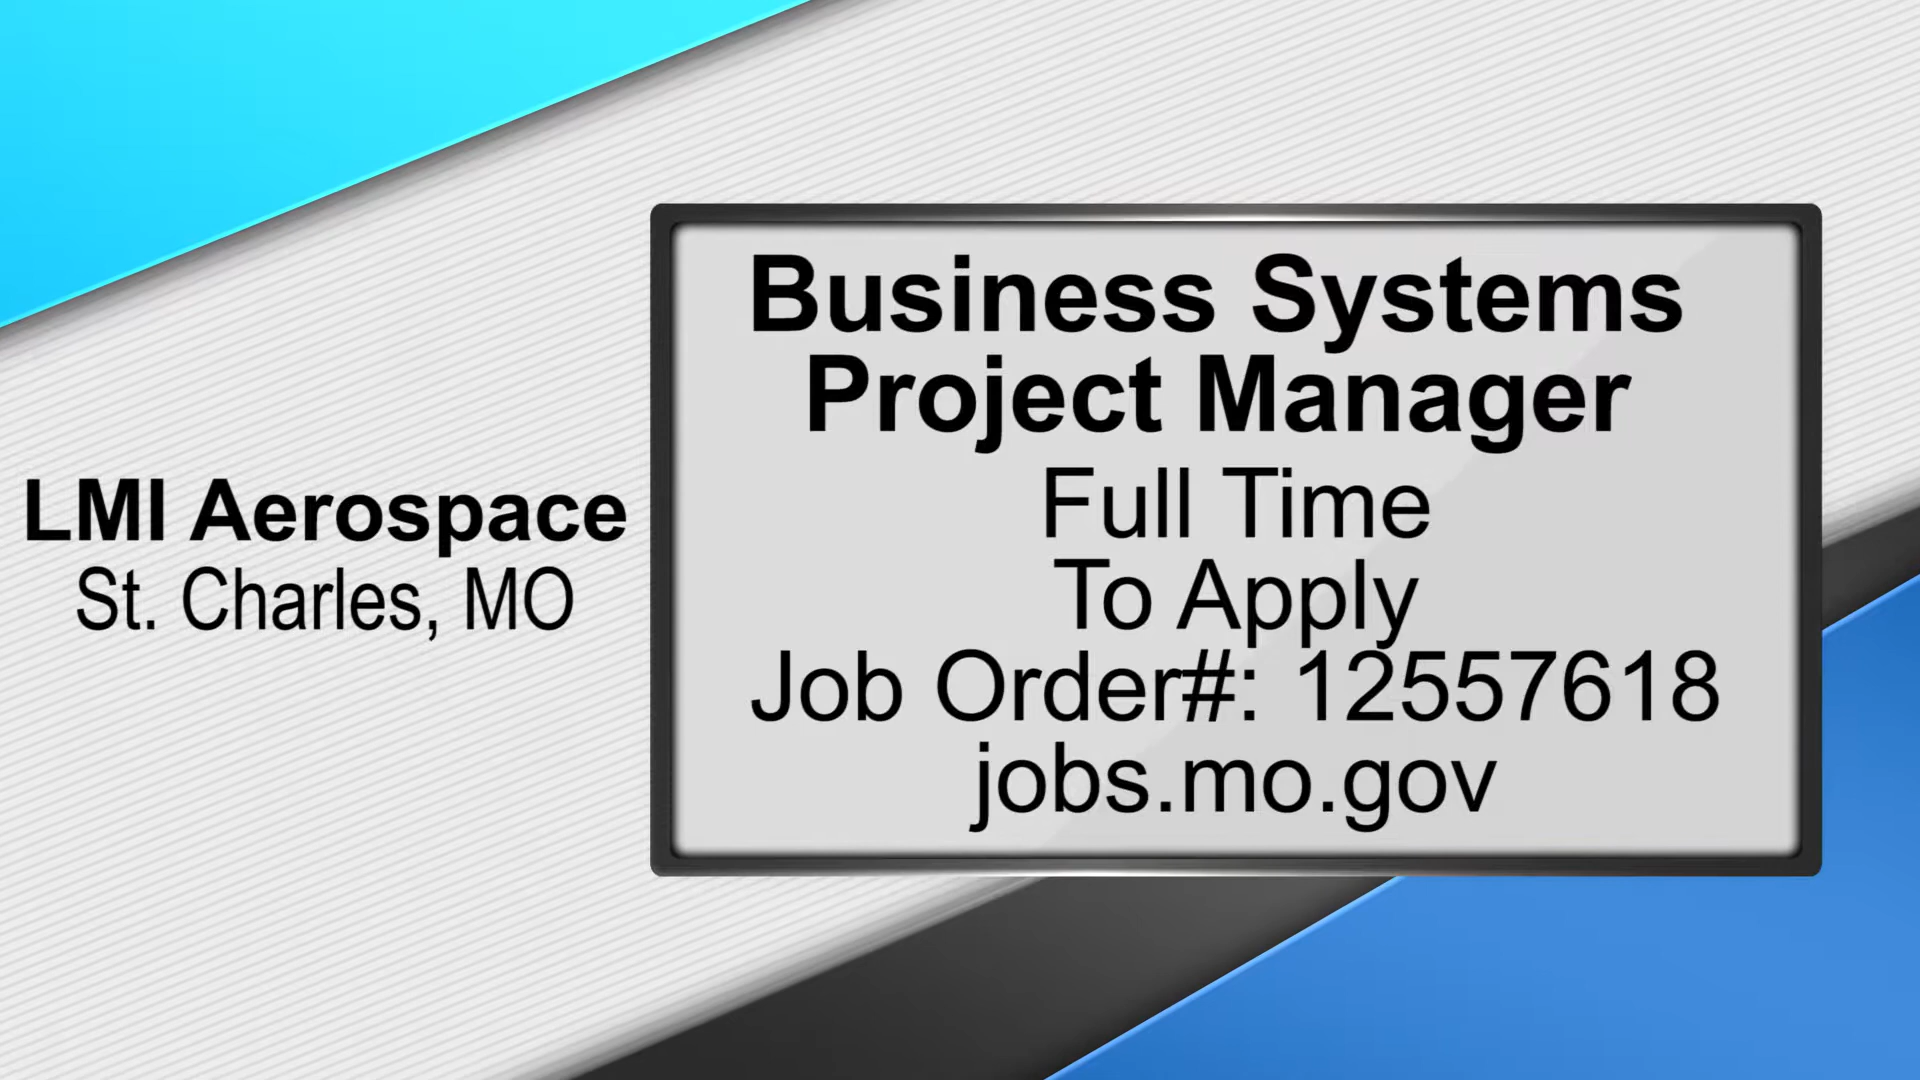 LMI Aerospace
St. Charles, MO
Business Systems
Project Manager
Full Time
To Apply
Job Order#: 12557618
jobs.mo.gov